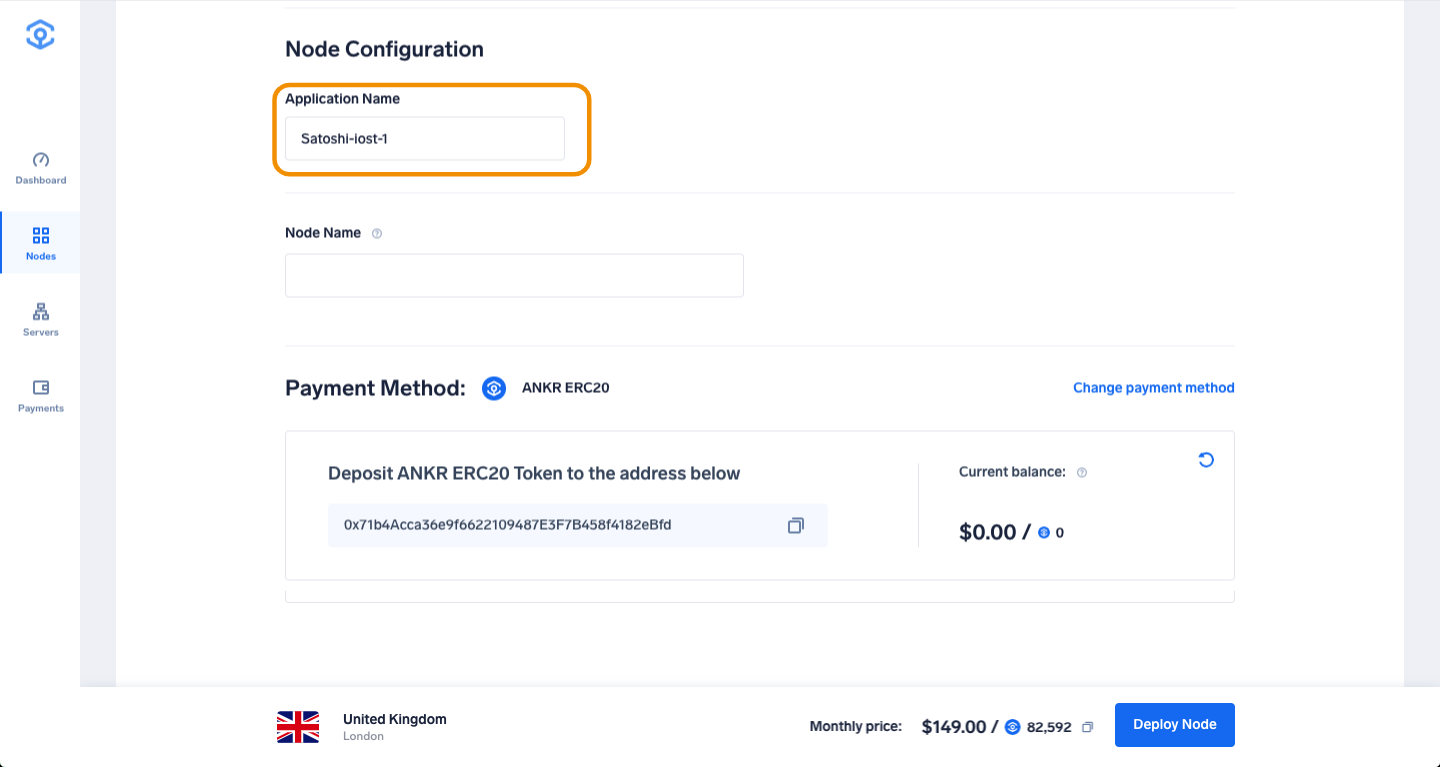 Node Configuration
Application Name
Satoshi-iost-1
Dashboard
Nodes
Node Name
Servers
Payment Method: ANKR ERC20 Change payment method
Payments
Deposit ANKR ERC20 Token to the address below
Current balance:
0x71b4Acca36e9f6622109487E3F7B458f4182eBfd
$0.00 / 0
United Kingdom
London
Monthly price: $149.00 / 82,592
Deploy Node